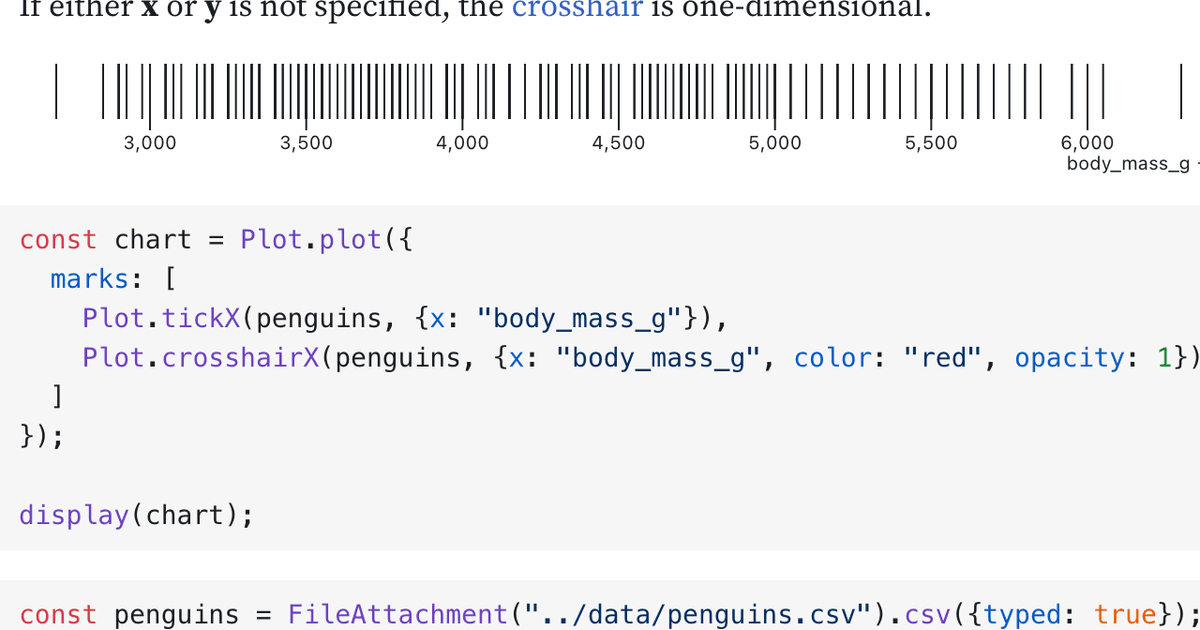 If either x or y is not specified, the crosshair is one-dimensional.
3,000 3,500 4,000 4,500 5,000 5,500 6,000
body_mass_g
const chart = Plot.plot({
  marks: [
    Plot.tickX(penguins, {x: "body_mass_g"}),
    Plot.crosshairX(penguins, {x: "body_mass_g", color: "red", opacity: 1})
  ]
});
display(chart);
const penguins = FileAttachment("../data/penguins.csv").csv({typed: true});